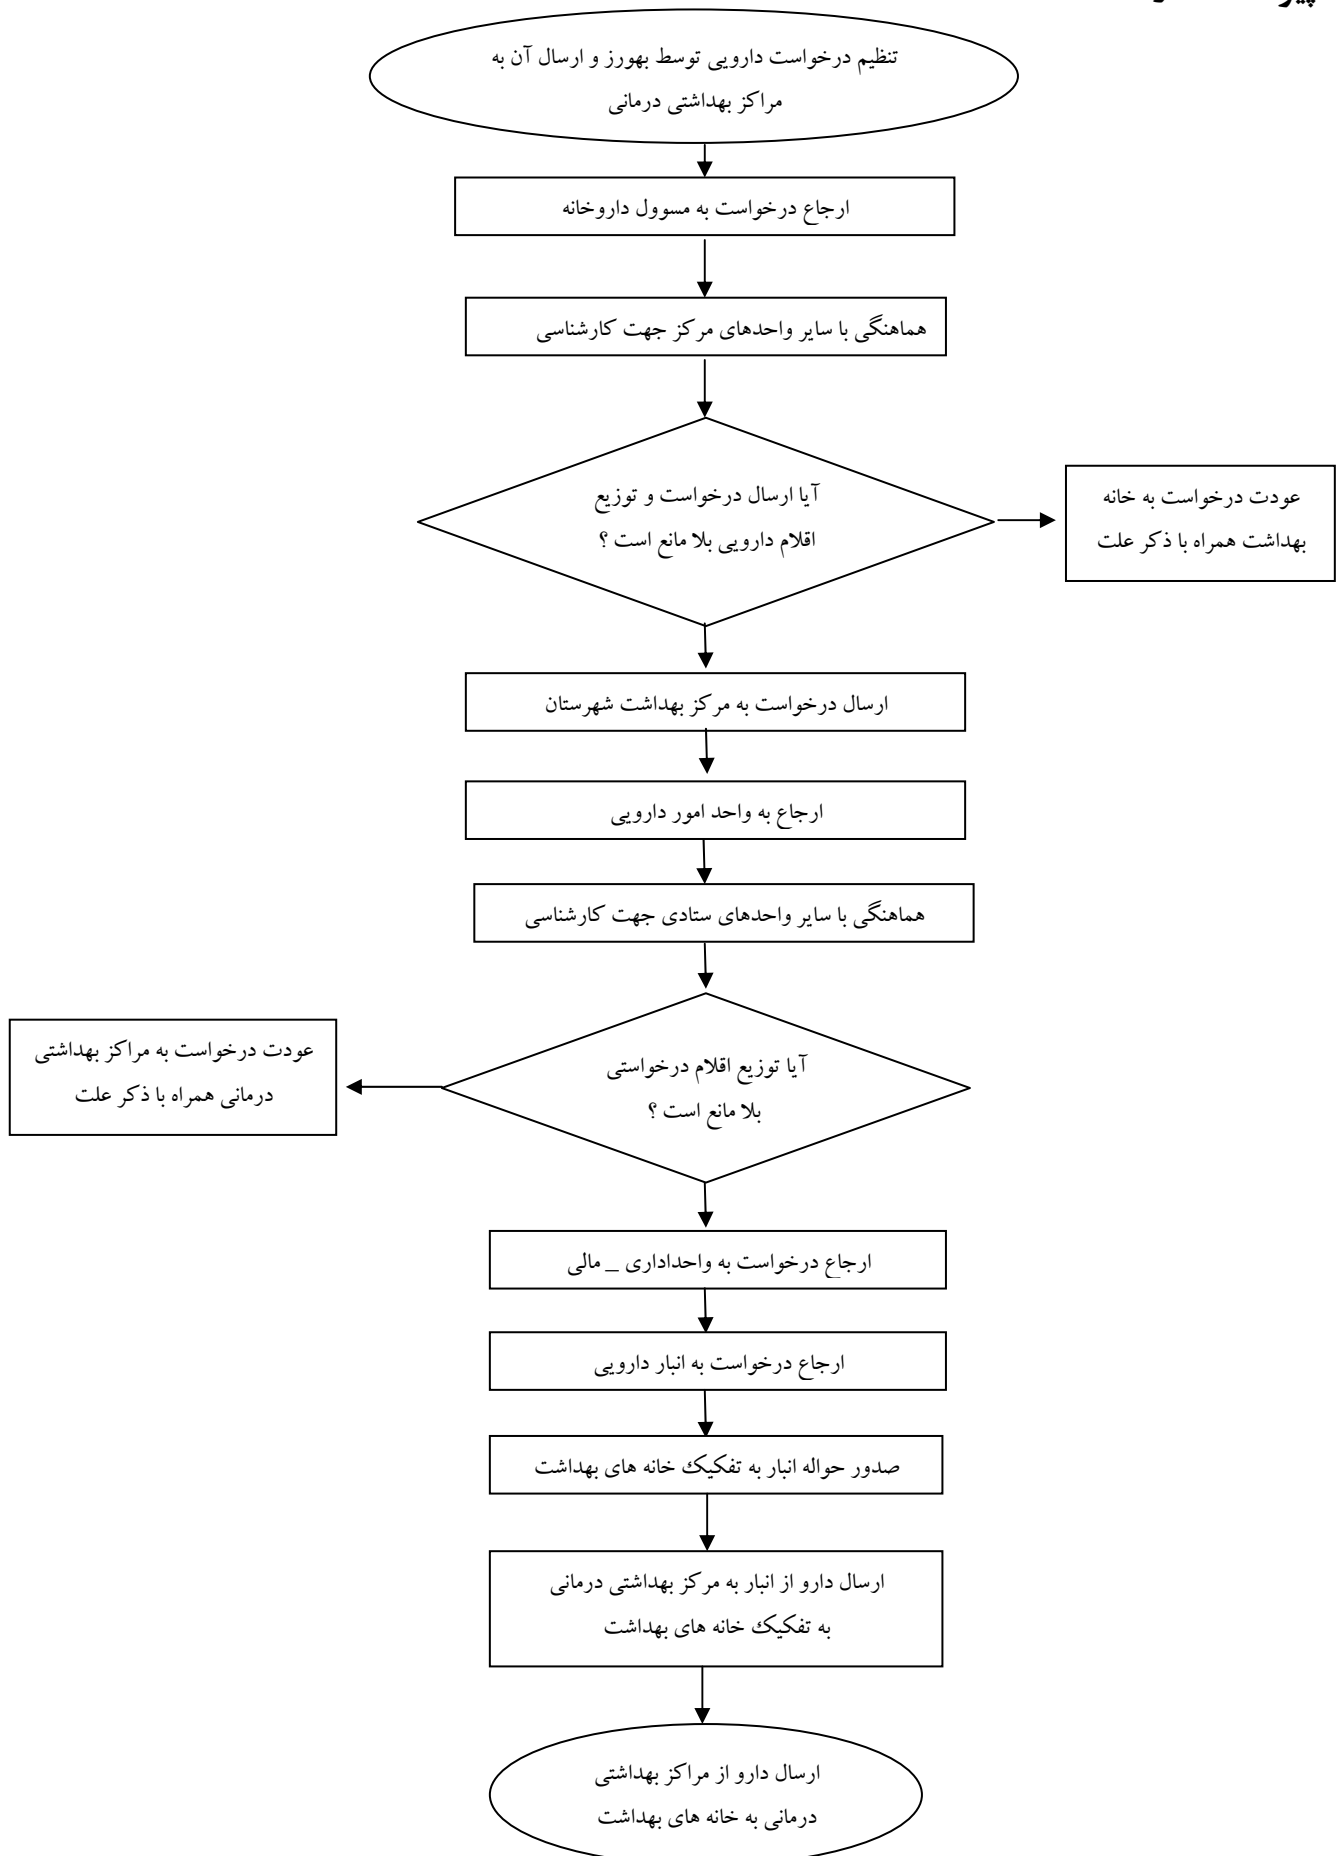 تنظیم درخواست دارویی توسط بهورز و ارسال آن به
مراکز بهداشتی درمانی
ارجاع درخواست به مسوول داروخانه
هماهنگی با سایر واحدهای مرکز جهت کارشناسی
آیا ارسال درخواست و توزیع
اقلام دارویی بلا مانع است ؟
عودت درخواست به خانه
بهداشت همراه با ذکر علت
ارسال درخواست به مرکز بهداشت شهرستان
ارجاع به واحد امور دارویی
هماهنگی با سایر واحدهای ستادی جهت کارشناسی
آیا توزیع اقلام درخواستی
بلا مانع است ؟
عودت درخواست به مراکز بهداشتی
درمانی همراه با ذکر علت
ارجاع درخواست به واحداداری _ مالی
ارجاع درخواست به انبار دارویی
صدور حواله انبار به تفکیک خانه های بهداشت
ارسال دارو از انبار به مرکز بهداشتی درمانی
به تفکیک خانه های بهداشت
ارسال دارو از مراکز بهداشتی
درمانی به خانه های بهداشت